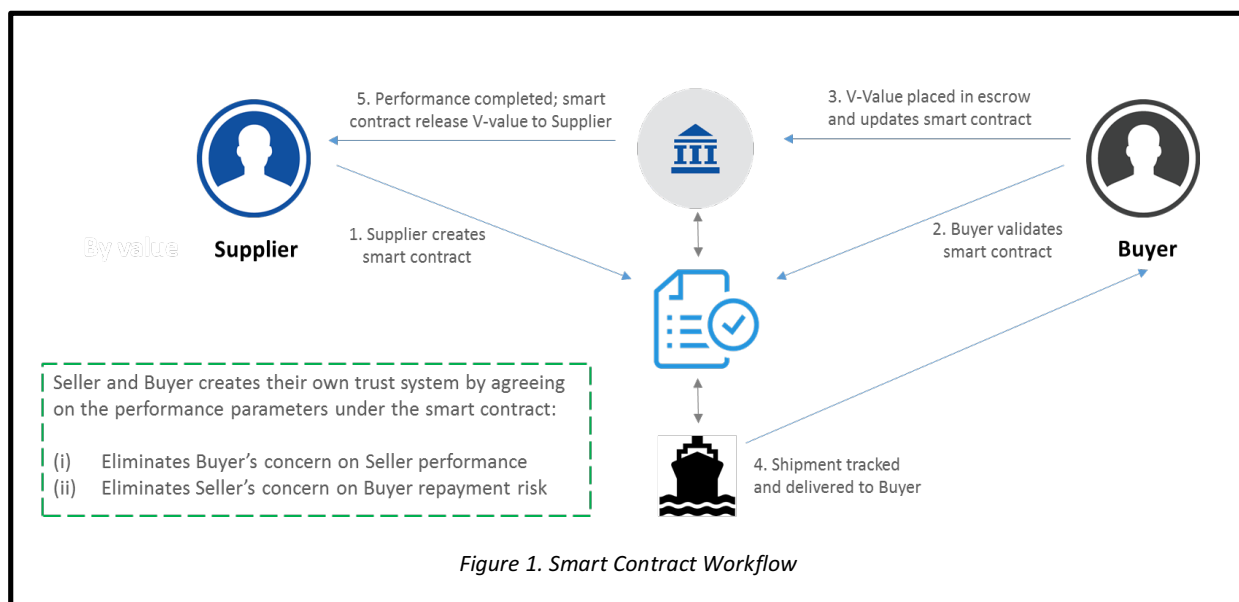 5. Performance completed; smart
contract release V-value to Supplier
3. V-Value placed in escrow
and updates smart contract
By value
Supplier
1. Supplier creates
smart contract
2. Buyer validates
smart contract
Buyer
Seller and Buyer creates their own trust system by agreeing
on the performance parameters under the smart contract:
(i) Eliminates Buyer’s concern on Seller performance
(ii) Eliminates Seller’s concern on Buyer repayment risk
4. Shipment tracked
and delivered to Buyer
Figure 1. Smart Contract Workflow